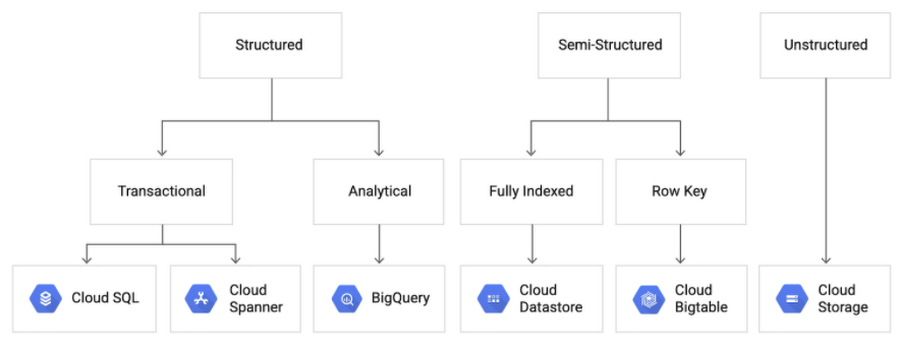 Structured
Semi-Structured
Unstructured
Transactional
Analytical
Fully Indexed
Row Key
Cloud SQL
Cloud
Spanner
BigQuery
Cloud
Datastore
Cloud
Bigtable
Cloud
Storage